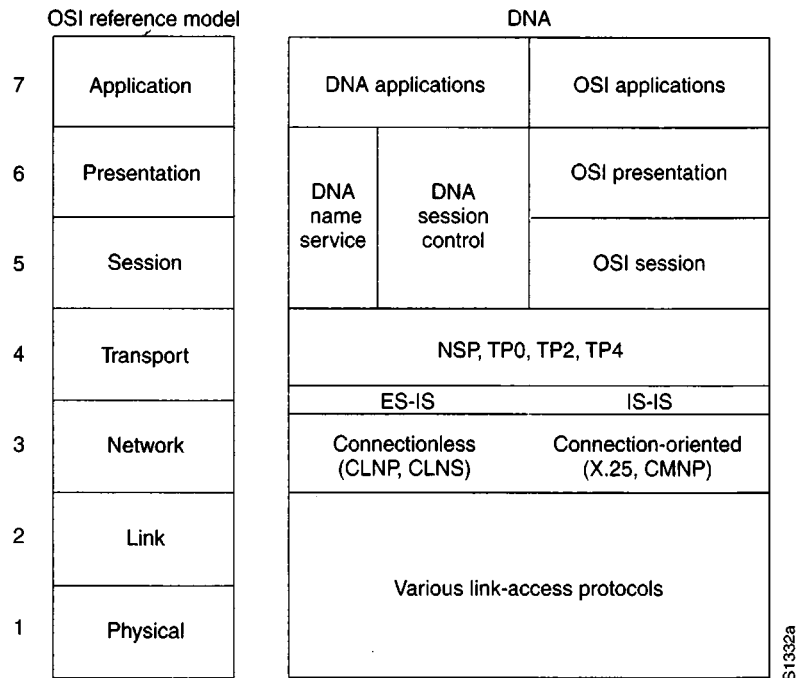 OSI reference model
DNA
7
Application
DNA applications
OSI applications
6
Presentation
DNA
name
service
DNA
session
control
OSI presentation
5
Session
OSI session
4
Transport
NSP, TP0, TP2, TP4
ES-IS
IS-IS
3
Network
Connectionless
(CLNP, CLNS)
Connection-oriented
(X.25, CMNP)
2
Link
Various link-access protocols
1
Physical
S1332a